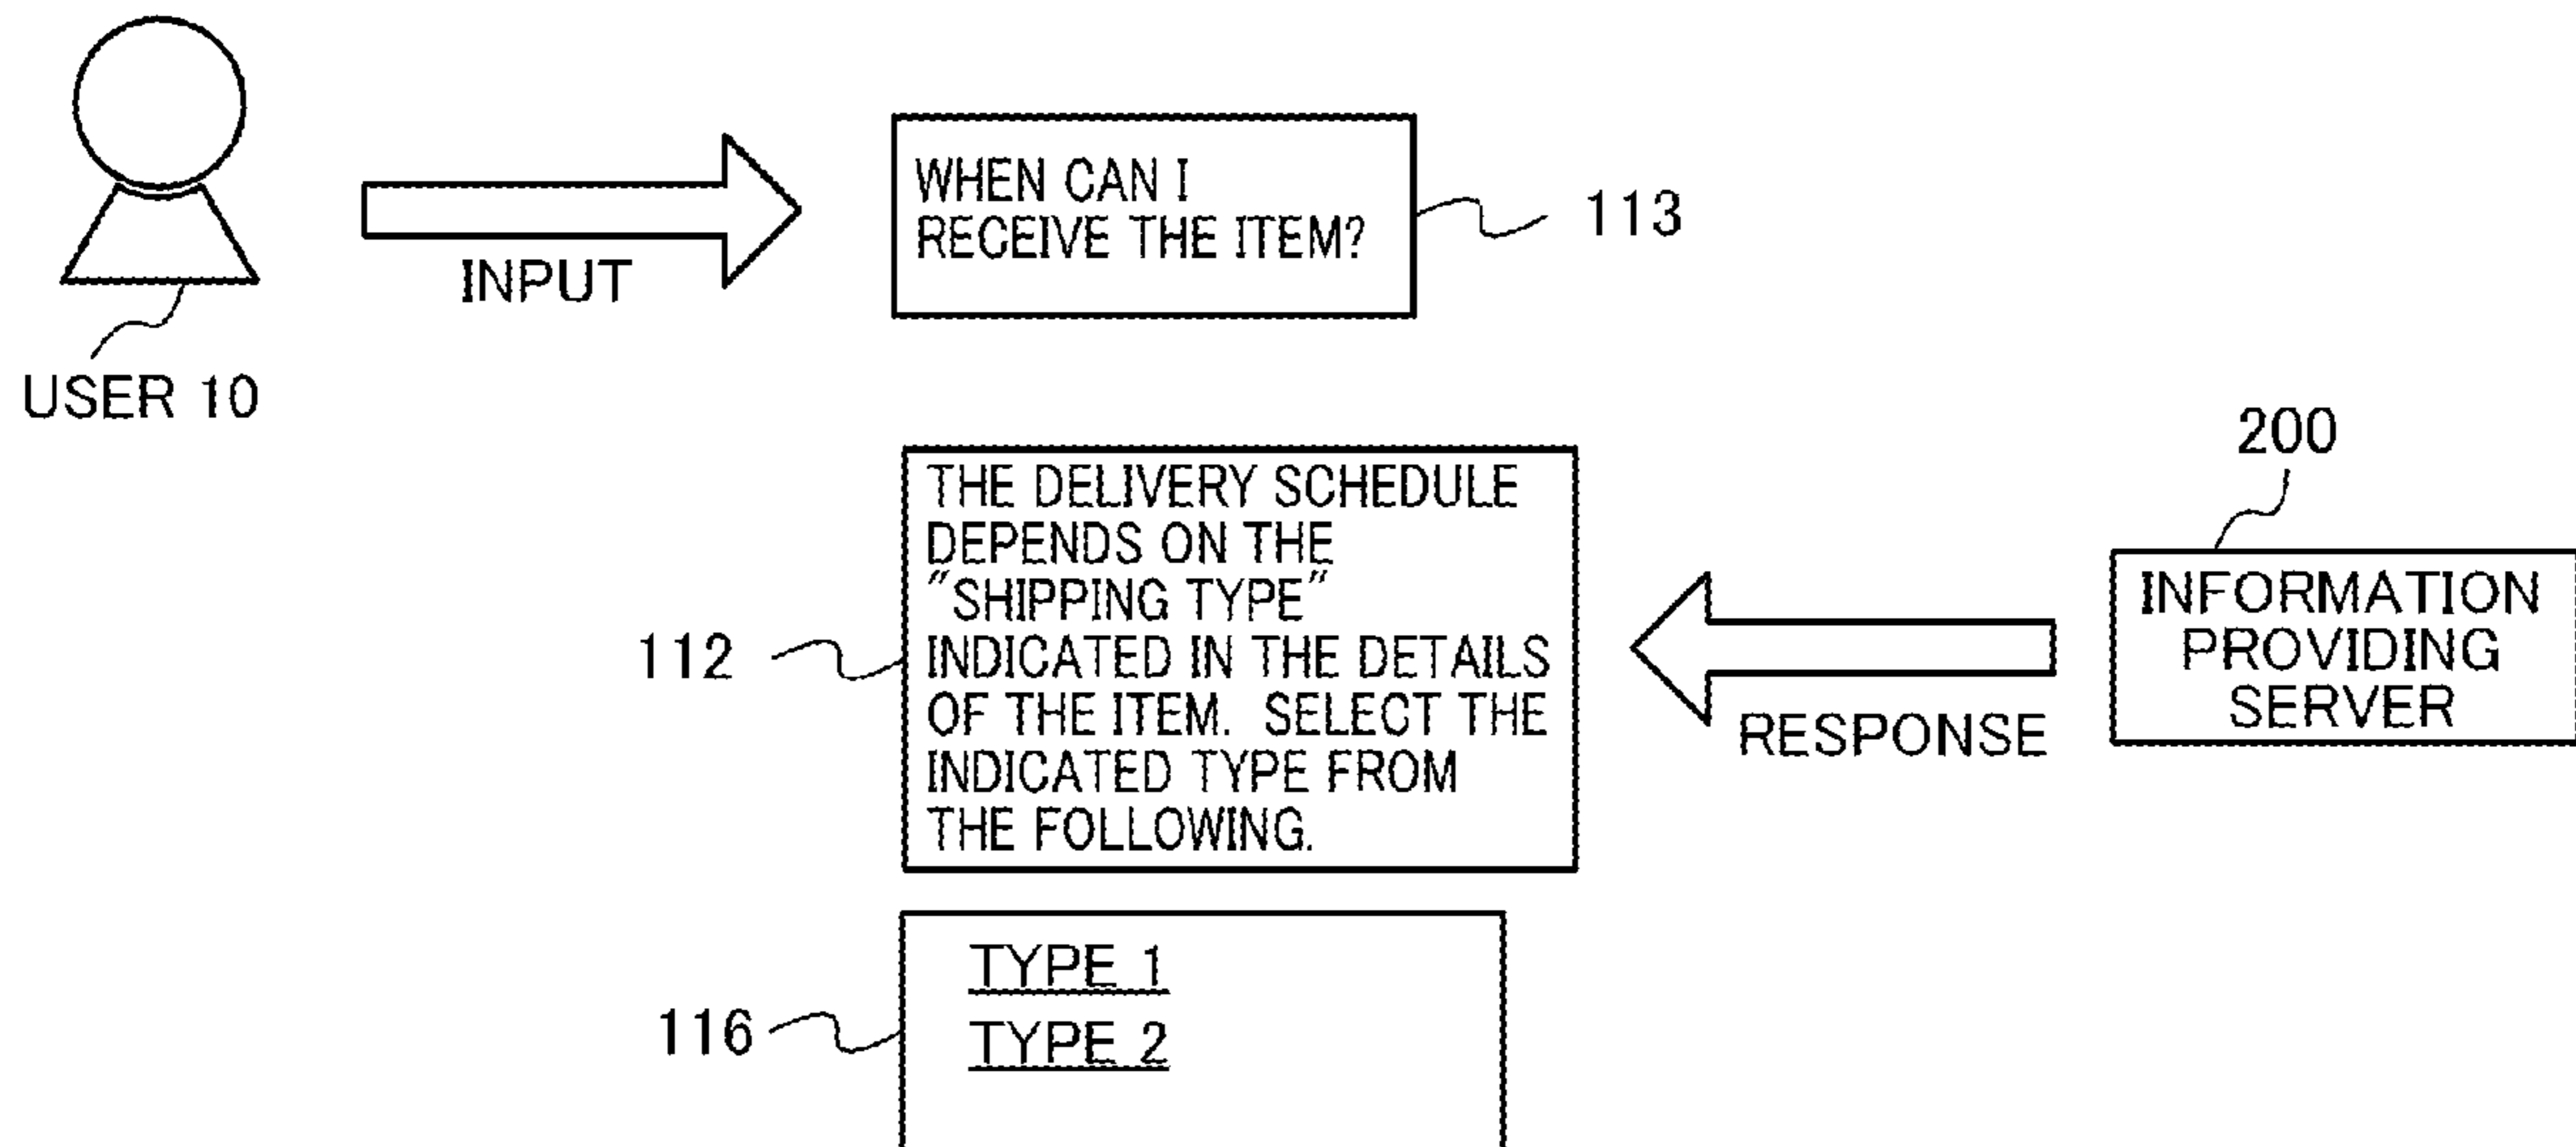 WHEN CAN I
RECEIVE THE ITEM?
113
INPUT
USER 10
200
THE DELIVERY SCHEDULE
DEPENDS ON THE
"SHIPPING TYPE"
INDICATED IN THE DETAILS
OF THE ITEM. SELECT THE
INDICATED TYPE FROM
THE FOLLOWING.
112
RESPONSE
INFORMATION
PROVIDING
SERVER
TYPE 1
TYPE 2
116